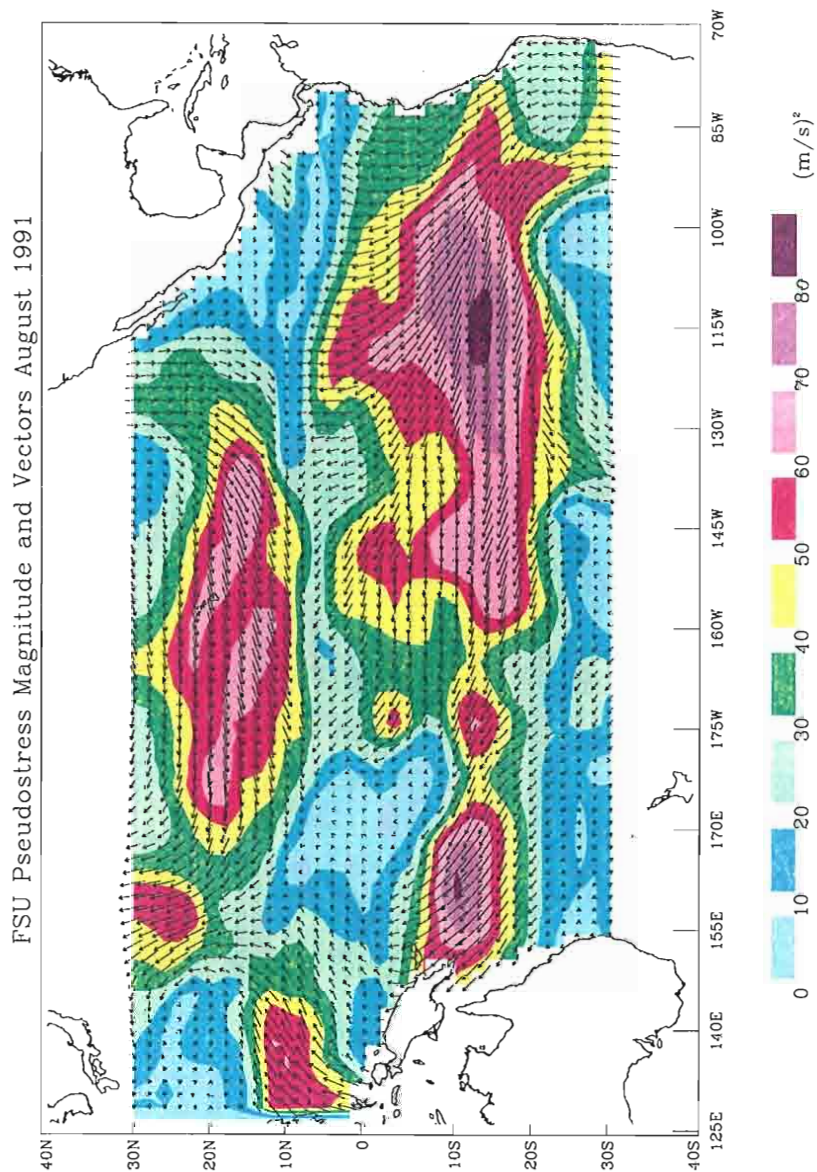 FSU Pseudostress Magnitude and Vectors August 1991
40N
30N
20N
10N
0
10S
20S
30S
40S
125E
140E
155E
170E
175W
160W
145W
130W
115W
100W
85W
70W
0
10
20
30
40
50
60
70
80
(m/s)²